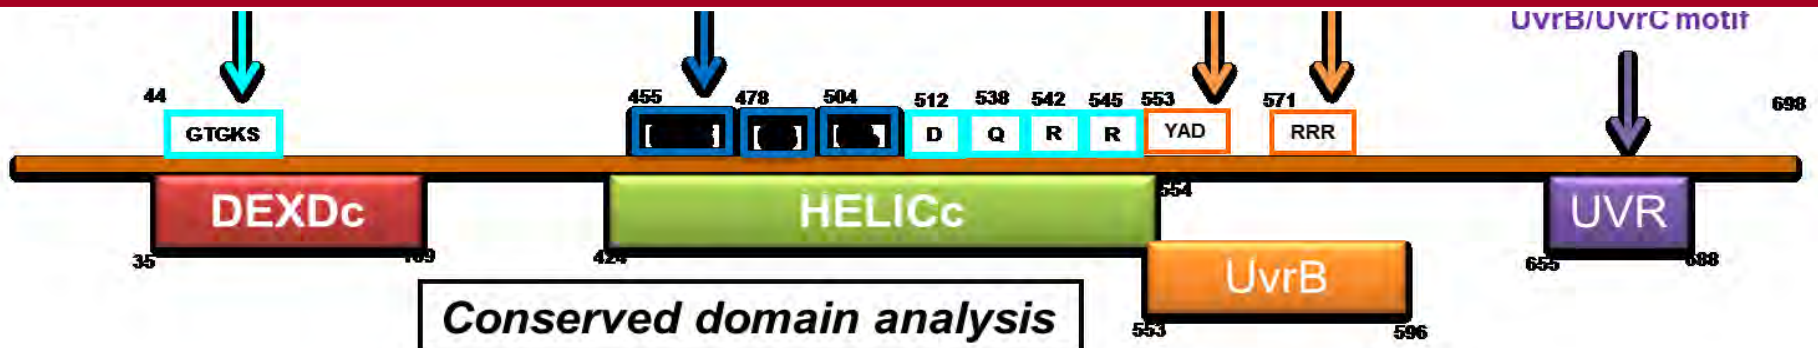 UvrB/UvrC motif
44 455 478 504 512 538 542 545 553 571 698
GTGKS D Q R R YAD RRR
DEXDc HELICc 554 UVR
35 169 424 655 688
UvrB
Conserved domain analysis
553 596